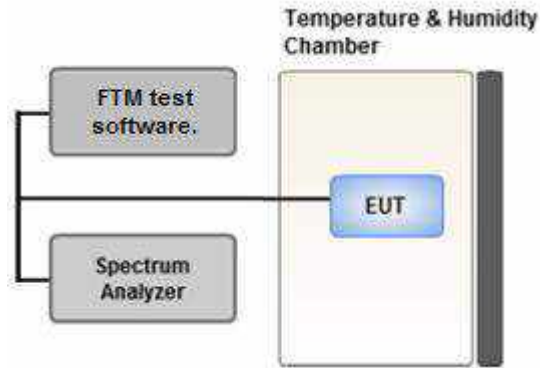 Temperature & Humidity
Chamber
FTM test
software.
EUT
Spectrum
Analyzer